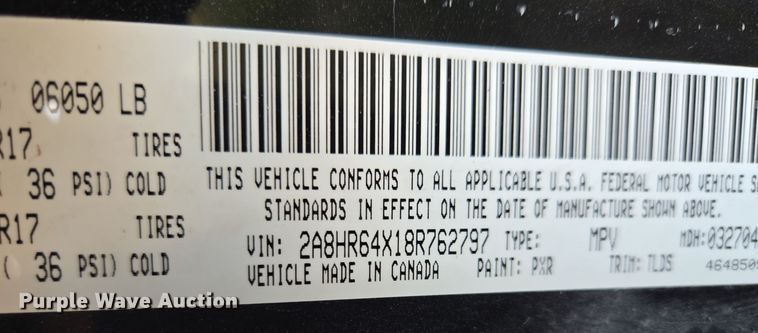 06050 LB
R17 TIRES
36 PSI) COLD
R17 TIRES
( 36 PSI) COLD
THIS VEHICLE CONFORMS TO ALL APPLICABLE U.S.A. FEDERAL MOTOR VEHICLE
STANDARDS IN EFFECT ON THE DATE OF MANUFACTURE SHOWN ABOVE.
VIN: 2A8HR64X18R762797 TYPE: MPV MDH:032704
VEHICLE MADE IN CANADA PAINT: PXR TRIM: TLDS 464850
Purple Wave Auction